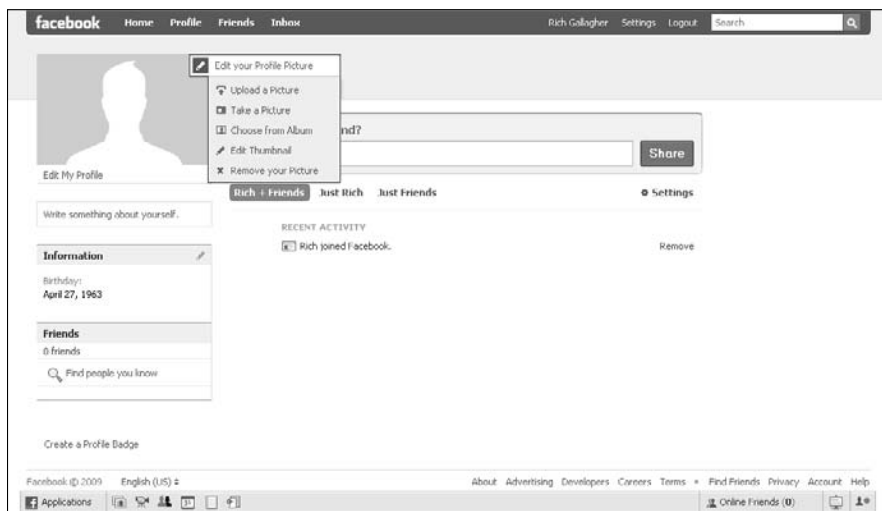 facebook Home Profile Friends Inbox Rich Gallagher Settings Logout Search
Edit your Profile Picture
Upload a Picture
Take a Picture
Choose from Album
Edit Thumbnail
Remove your Picture
nd?
Share
Edit My Profile
Rich + Friends Just Rich Just Friends Settings
Write something about yourself.
RECENT ACTIVITY
Rich joined Facebook. Remove
Information
Birthday:
April 27, 1963
Friends
0 friends
Find people you know
Create a Profile Badge
Facebook © 2009 English (US) About Advertising Developers Careers Terms Find Friends Privacy Account Help
Applications 31 Online Friends (0)